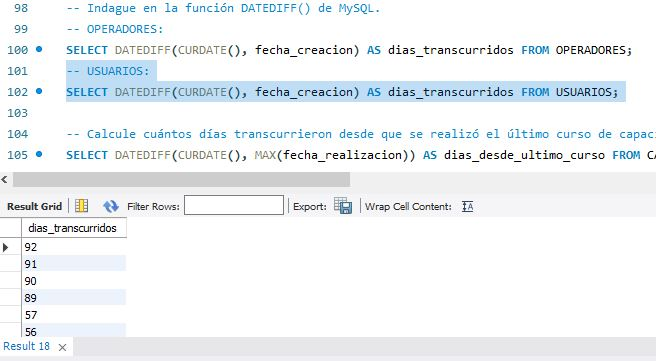 98 -- Indague en la función DATEDIFF() de MySQL.
99 -- OPERADORES:
100 SELECT DATEDIFF(CURDATE(), fecha_creacion) AS dias_transcurridos FROM OPERADORES;
101 -- USUARIOS:
102 SELECT DATEDIFF(CURDATE(), fecha_creacion) AS dias_transcurridos FROM USUARIOS;
103
104 -- Calcule cuántos días transcurrieron desde que se realizó el último curso de capac
105 SELECT DATEDIFF(CURDATE(), MAX(fecha_realizacion)) AS dias_desde_ultimo_curso FROM CA
Result Grid Filter Rows: Export: Wrap Cell Content:
dias_transcurridos
92
91
90
89
57
56
Result 18 ×